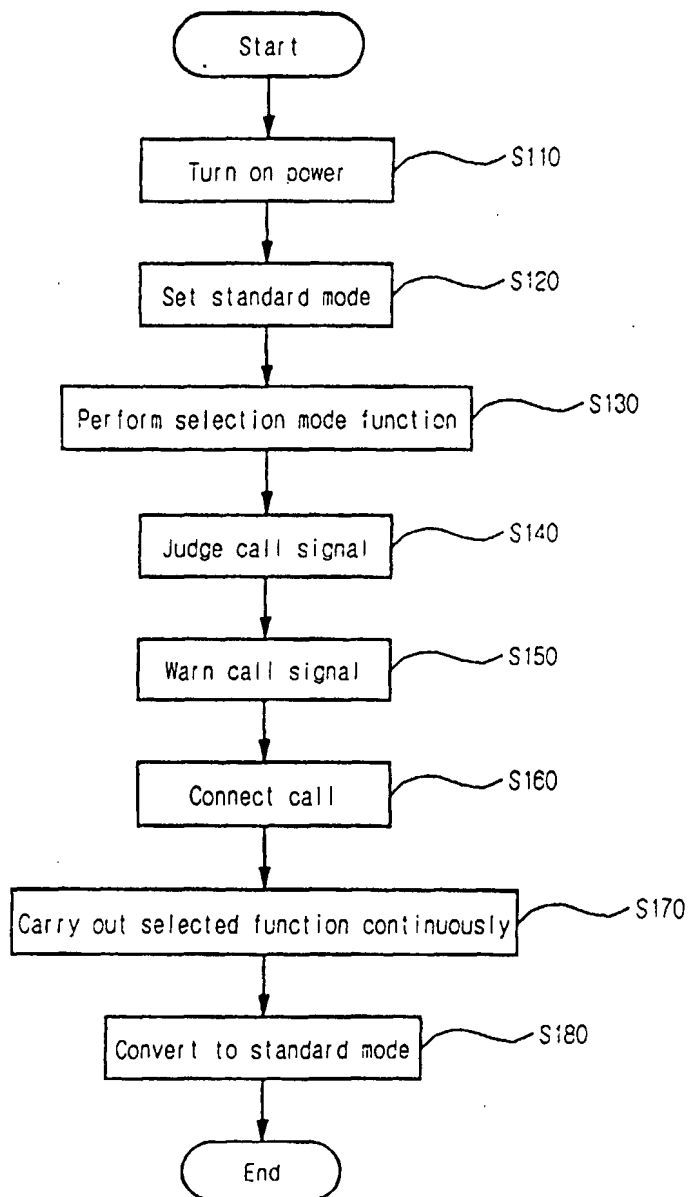 Start
Turn on power
S110
Set standard mode
S120
Perform selection mode function
S130
Judge call signal
S140
Warn call signal
S150
Connect call
S160
Carry out selected function continuously
S170
Convert to standard mode
S180
End